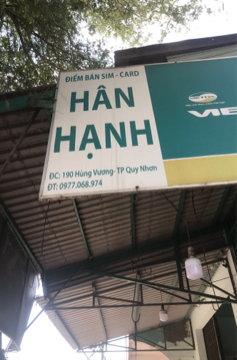 ĐIỂM BÁN SIM - CARD
HÂN
HẠNH
ĐC: 190 Hùng Vương- TP Quy Nhơn
ĐT: 0977.068.974